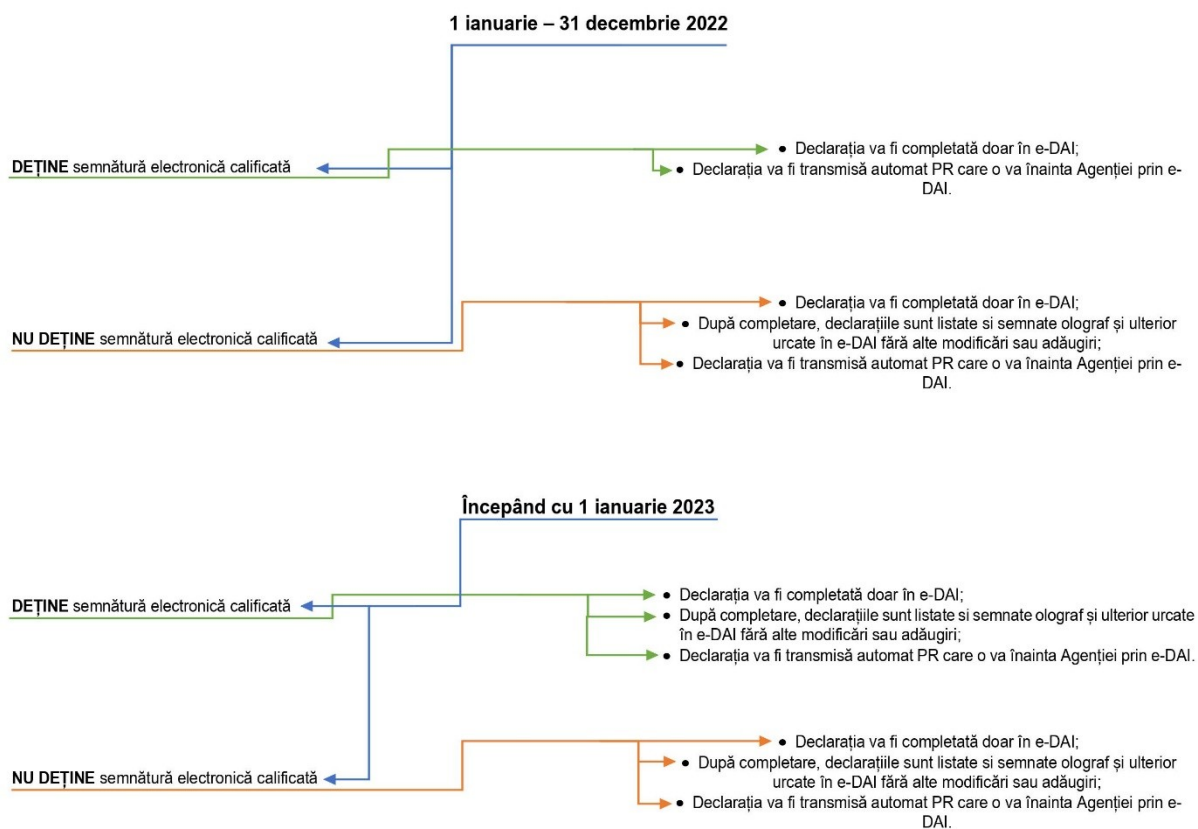 1 ianuarie – 31 decembrie 2022
DEȚINE semnătură electronică calificată
● Declarația va fi completată doar în e-DAI;
● Declarația va fi transmisă automat PR care o va înainta Agenției prin e-
DAI.
NU DEȚINE semnătură electronică calificată
● Declarația va fi completată doar în e-DAI;
● După completare, declarațiile sunt listate si semnate olograf și ulterior
urcate în e-DAI fără alte modificări sau adăugiri;
● Declarația va fi transmisă automat PR care o va înainta Agenției prin e-
DAI.
Începând cu 1 ianuarie 2023
DEȚINE semnătură electronică calificată
● Declarația va fi completată doar în e-DAI;
● După completare, declarațiile sunt listate si semnate olograf și ulterior urcate
în e-DAI fără alte modificări sau adăugiri;
● Declarația va fi transmisă automat PR care o va înainta Agenției prin e-DAI.
NU DEȚINE semnătură electronică calificată
● Declarația va fi completată doar în e-DAI;
● După completare, declarațiile sunt listate si semnate olograf și ulterior
urcate în e-DAI fără alte modificări sau adăugiri;
● Declarația va fi transmisă automat PR care o va înainta Agenției prin e-
DAI.